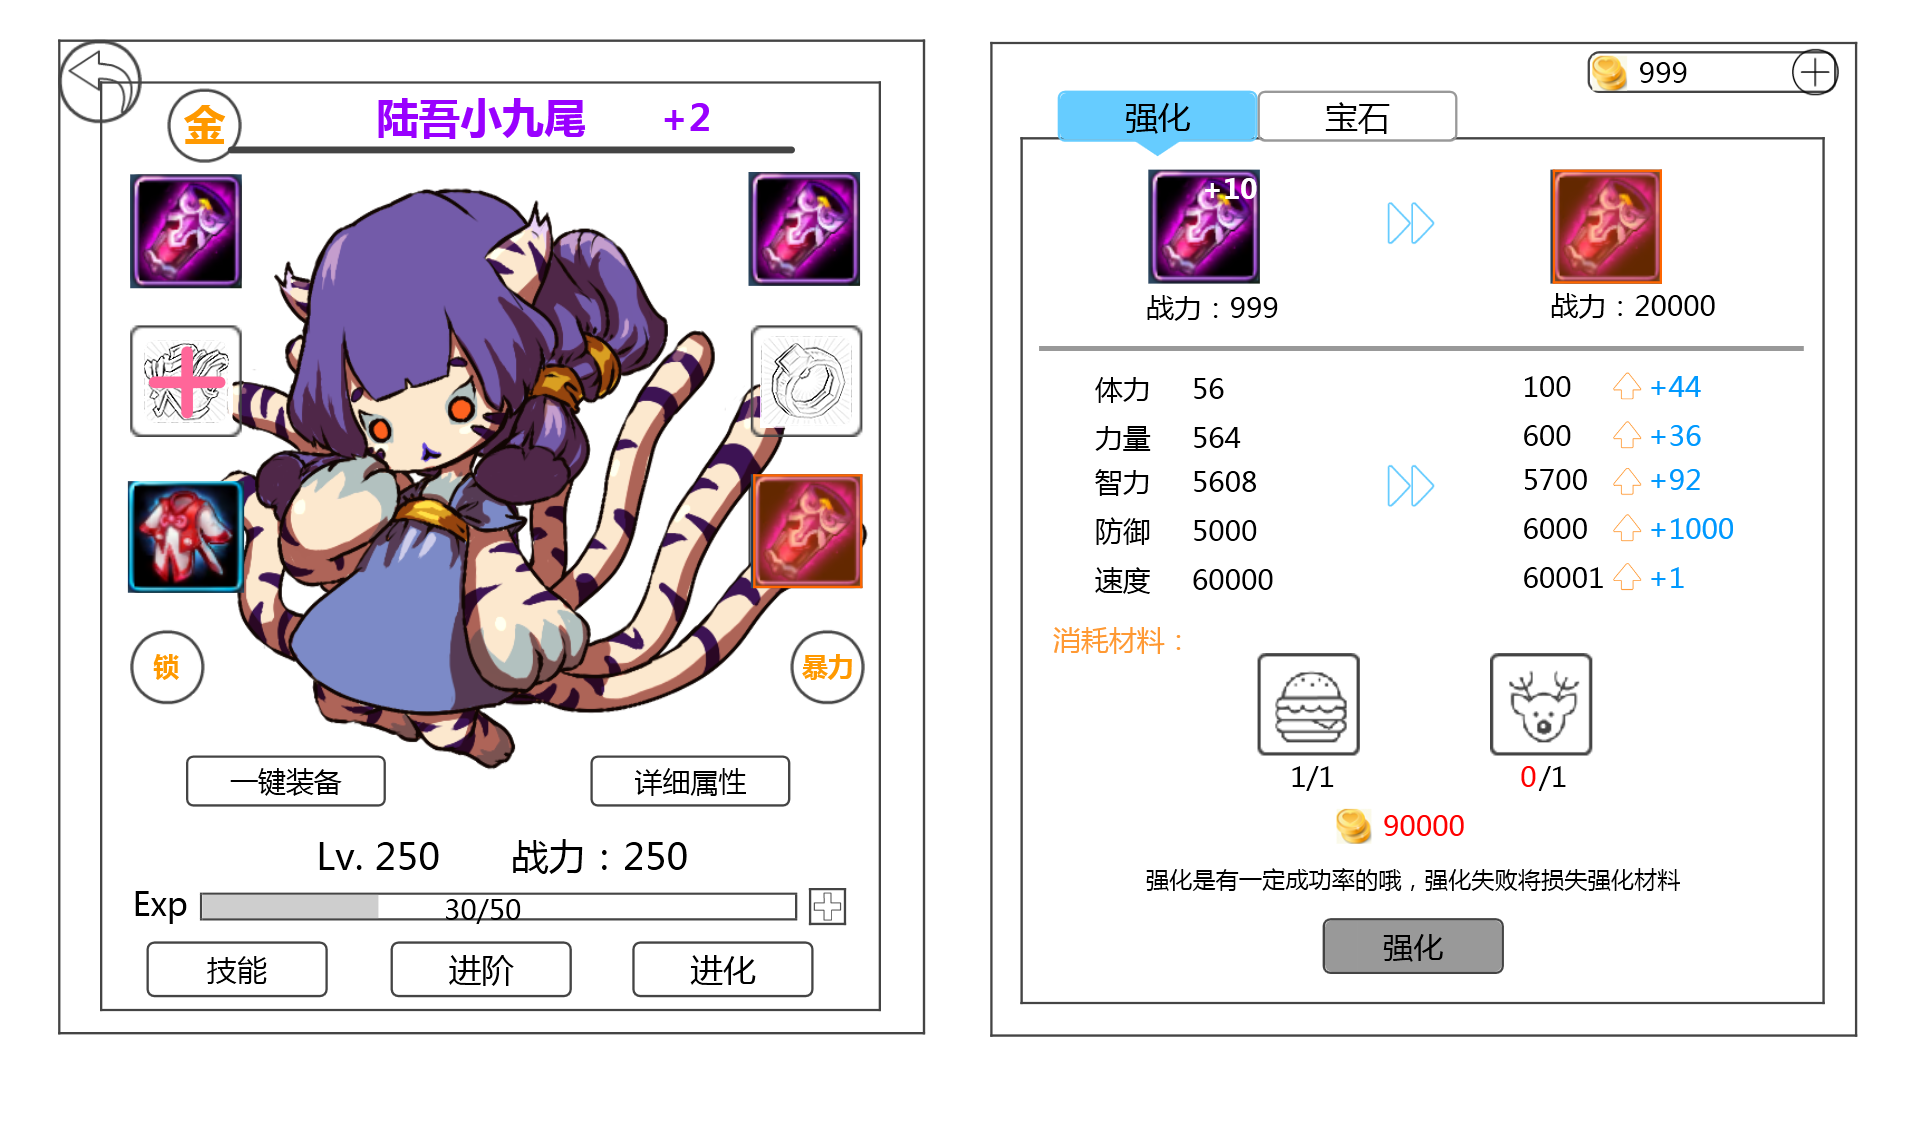 金
陆吾小九尾 +2
锁
暴力
一键装备
详细属性
Lv. 250 战力：250
Exp 30/50
技能
进阶
进化
999
强化
宝石
+10
战力：999
战力：20000
体力 56 100 +44
力量 564 600 +36
智力 5608 5700 +92
防御 5000 6000 +1000
速度 60000 60001 +1
消耗材料：
1/1
0/1
90000
强化是有一定成功率的哦，强化失败将损失强化材料
强化